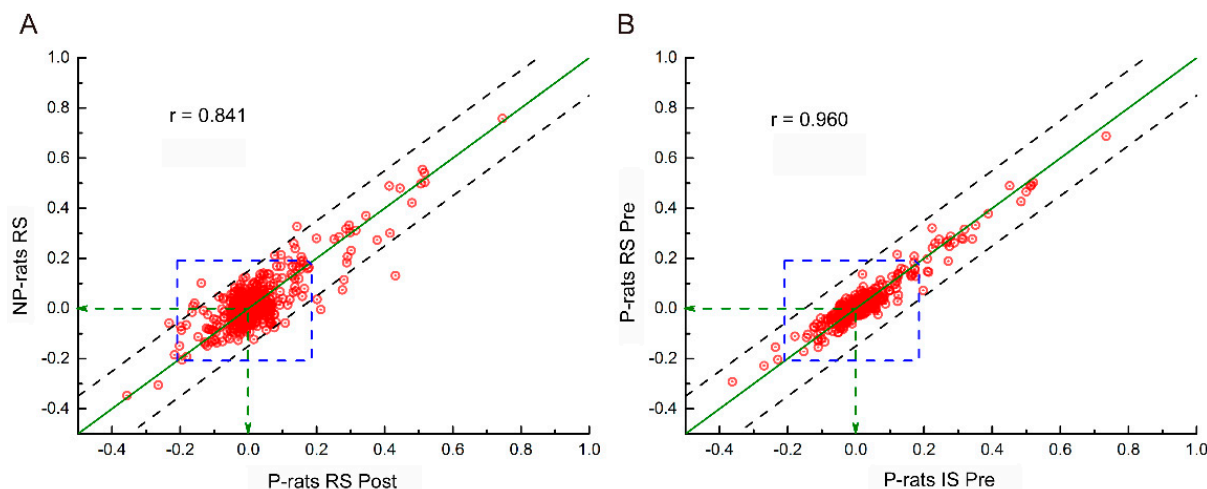 A
B
1.0
0.8
0.6
0.4
0.2
0.0
-0.2
-0.4
NP-rats RS
r = 0.841
-0.4 -0.2 0.0 0.2 0.4 0.6 0.8 1.0
P-rats RS Post
1.0
0.8
0.6
0.4
0.2
0.0
-0.2
-0.4
P-rats RS Pre
r = 0.960
-0.4 -0.2 0.0 0.2 0.4 0.6 0.8 1.0
P-rats IS Pre